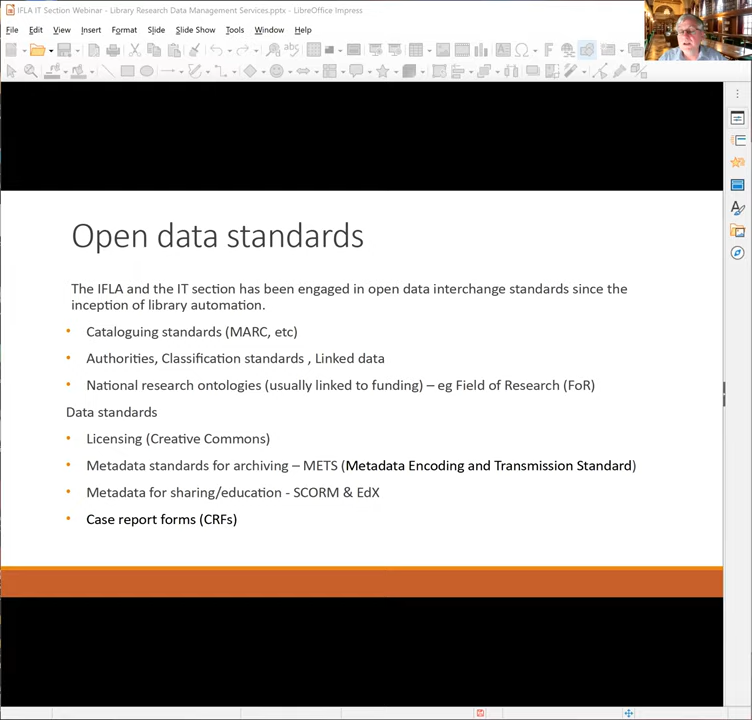 IFLA IT Section Webinar - Library Research Data Management Services.pptx - LibreOffice Impress
File Edit View Insert Format Slide Slide Show Tools Window Help
Open data standards
The IFLA and the IT section has been engaged in open data interchange standards since the
inception of library automation.
• Cataloguing standards (MARC, etc)
• Authorities, Classification standards , Linked data
• National research ontologies (usually linked to funding) – eg Field of Research (FoR)
Data standards
• Licensing (Creative Commons)
• Metadata standards for archiving – METS (Metadata Encoding and Transmission Standard)
• Metadata for sharing/education - SCORM & EdX
• Case report forms (CRFs)